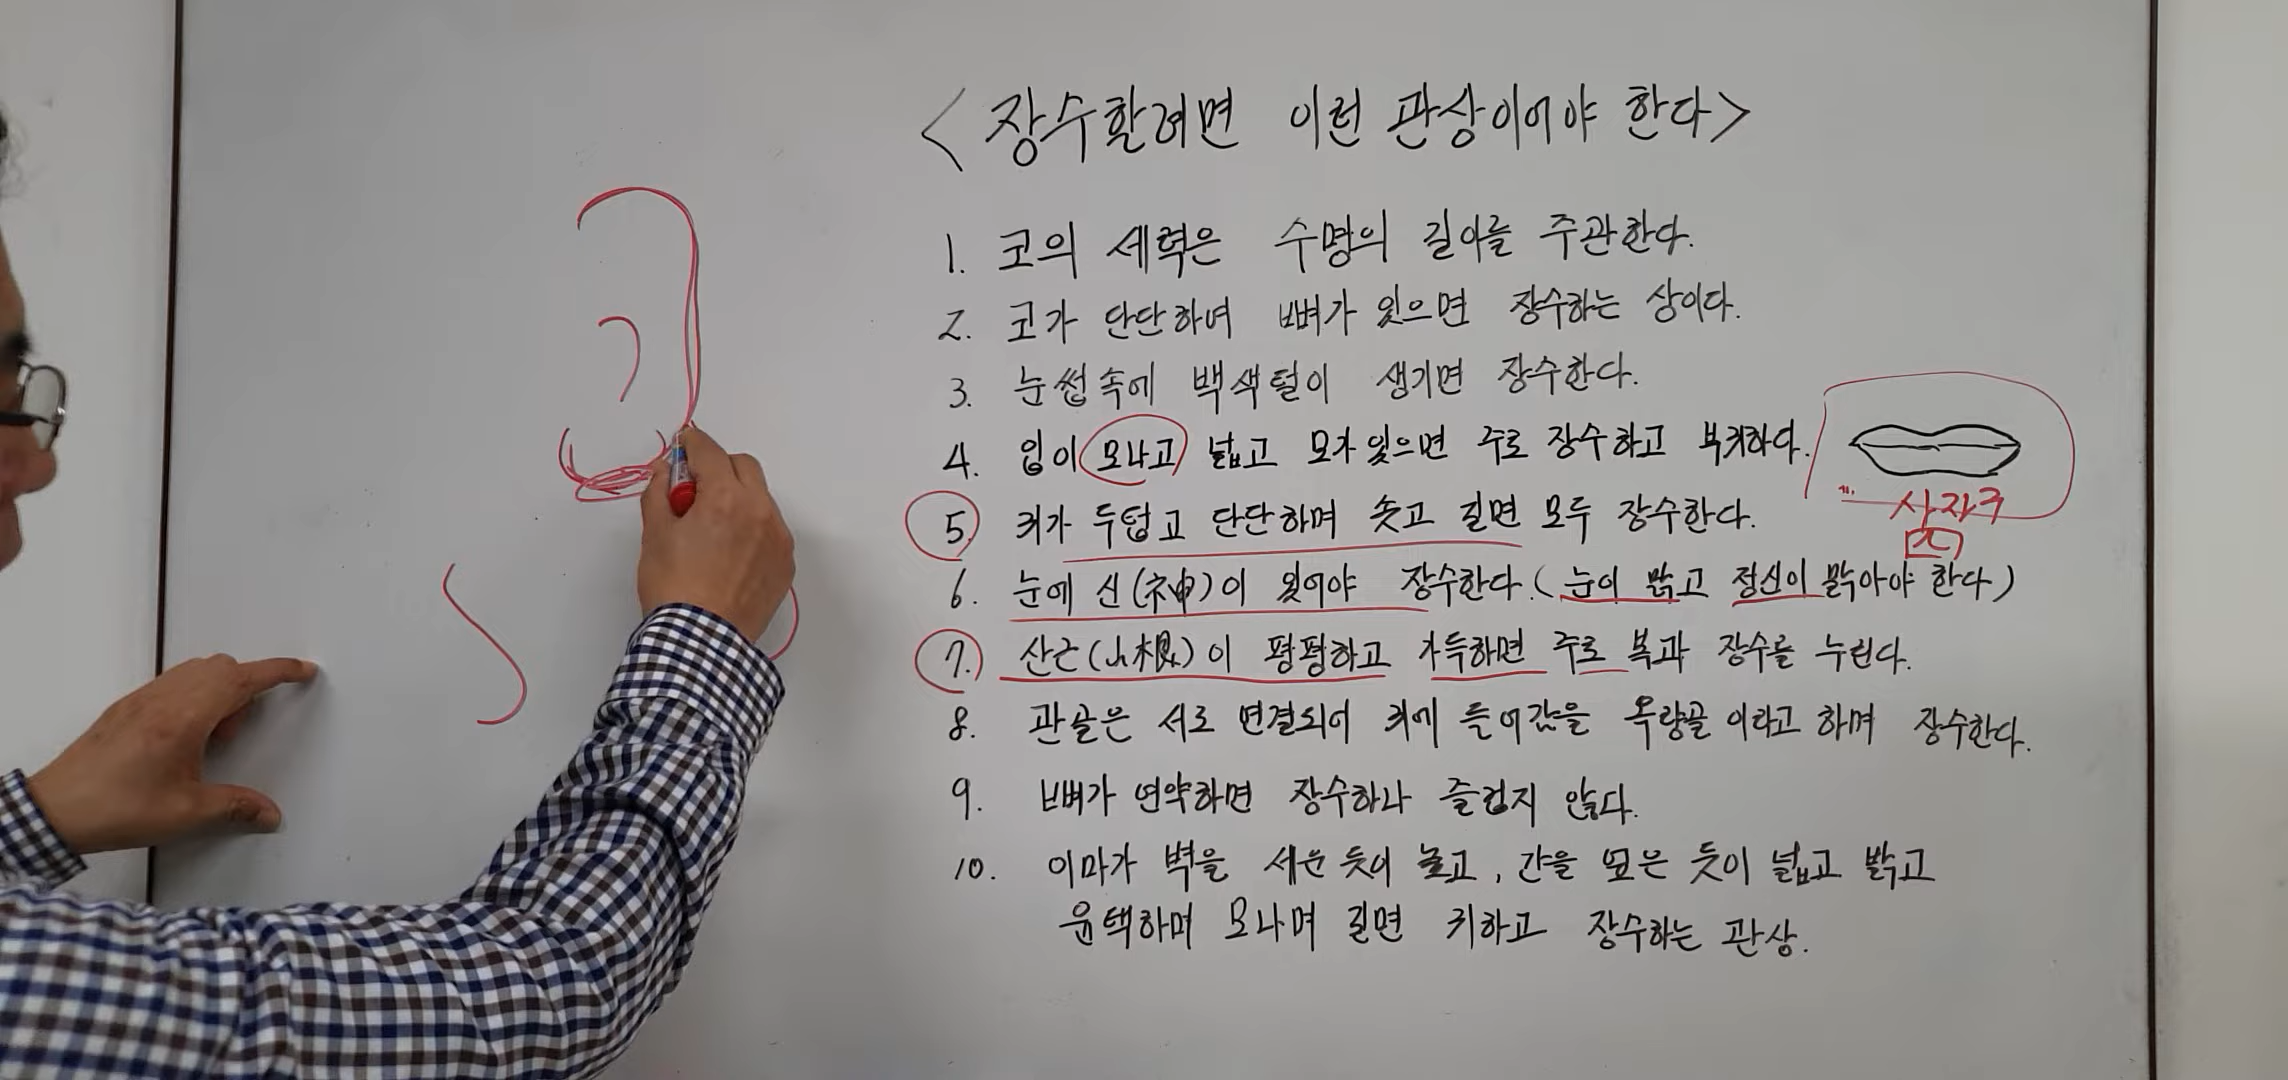 <장수할려면 이런 관상이어야 한다>
1. 코의 세력은 수명의 길이를 주관한다.
2. 코가 단단하며 뼈가 있으면 장수하는 상이다.
3. 눈썹속에 백색털이 생기면 장수한다.
4. 입이 모나고 넓고 모가 있으면 주로 장수하고 부귀하다.
사자구
5. 귀가 두텁고 단단하며 솟고 길면 모두 장수한다.
6. 눈에 신(神)이 있어야 장수한다.(눈이 맑고 정신이 맑아야 한다)
7. 산근(山根)이 평평하고 가득하면 주로 복과 장수를 누린다.
8. 관골은 서로 연결되어 귀에 들어갔을 옥량골이라고 하며 장수한다.
9. 뼈가 연약하면 장수하나 즐겁지 않다.
10. 이마가 벽을 세운 듯이 높고, 간을 엎은 듯이 넓고 밝고
윤택하며 모나며 길면 귀하고 장수하는 관상.